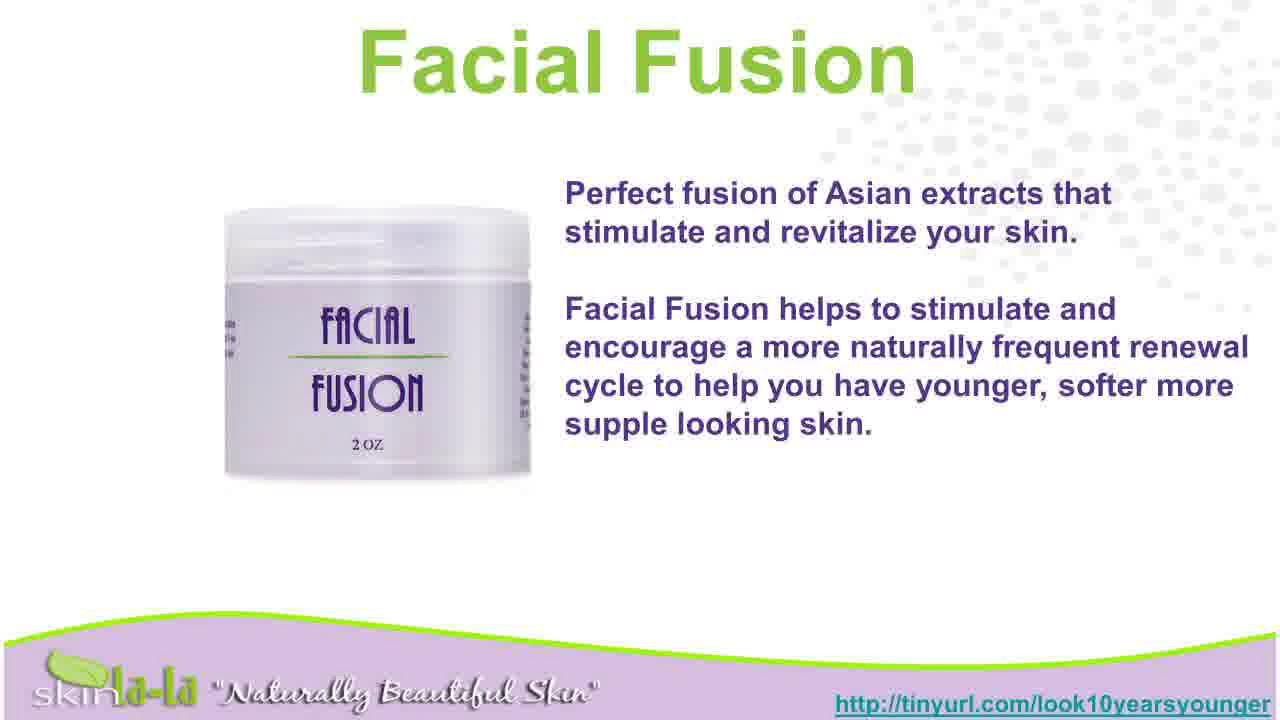 Facial Fusion
Perfect fusion of Asian extracts that
stimulate and revitalize your skin.
Facial Fusion helps to stimulate and
encourage a more naturally frequent renewal
cycle to help you have younger, softer more
supple looking skin.
FACIAL
FUSION
2 OZ
skin la-la "Naturally Beautiful Skin"
http://tinyurl.com/look10yearsyounger